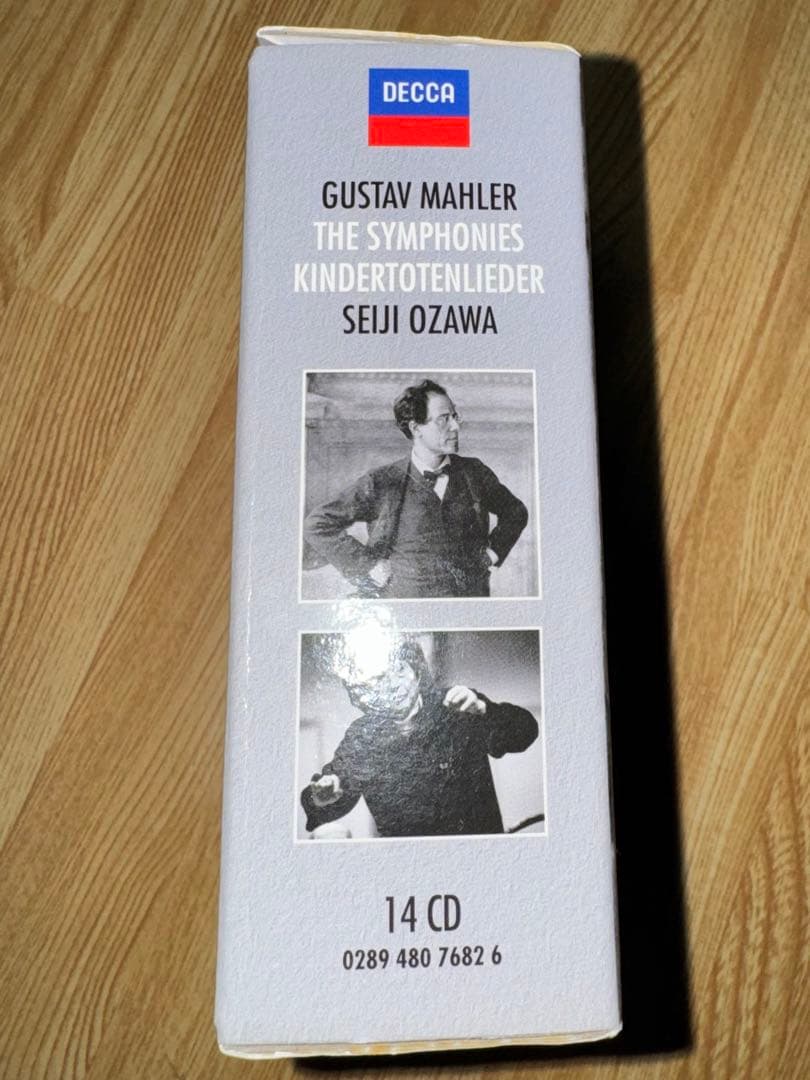 DECCA
GUSTAV MAHLER
THE SYMPHONIES
KINDERTOTENLIEDER
SEIJI OZAWA
14 CD
0289 480 7682 6